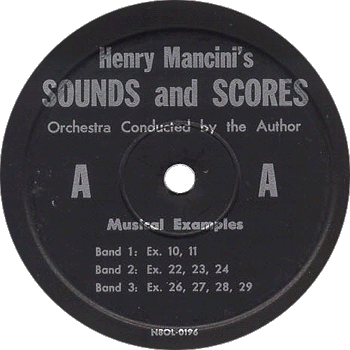 Henry Mancini's
SOUNDS and SCORES
Orchestra Conducted by the Author
A A
Musical Examples
Band 1: Ex. 10, 11
Band 2: Ex. 22, 23, 24
Band 3: Ex. 26, 27, 28, 29
N8OL-0196